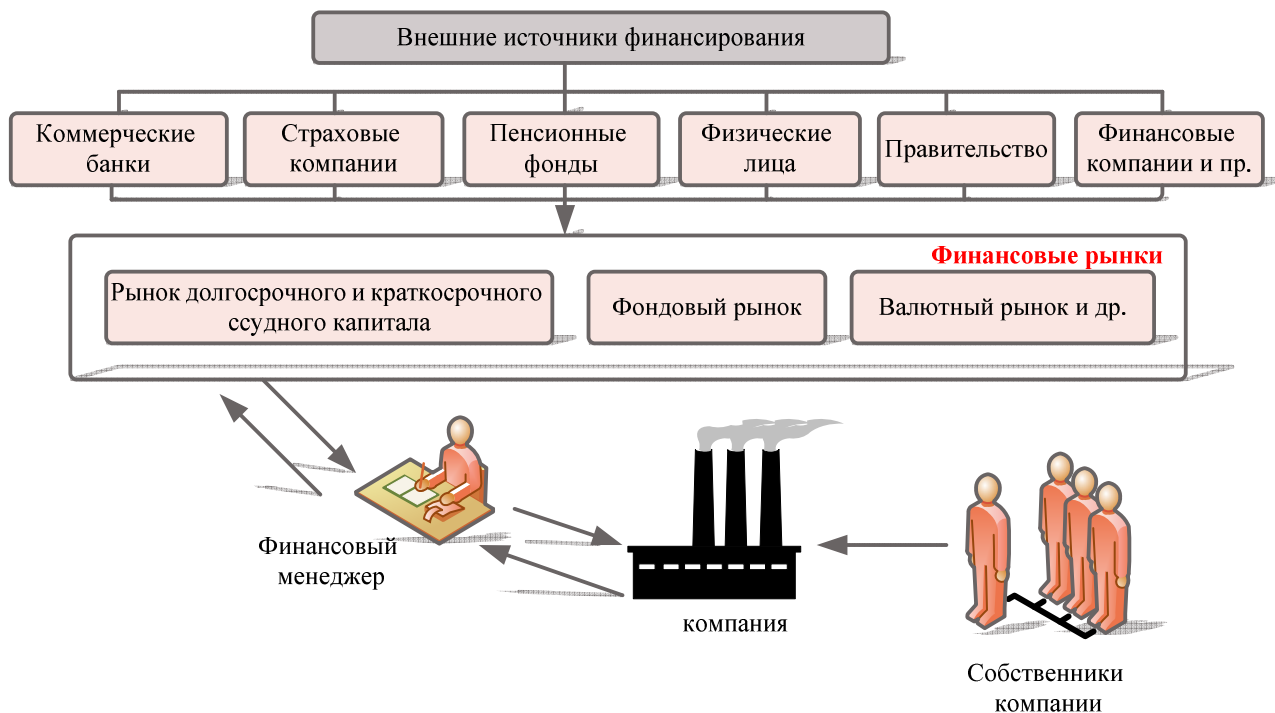 Внешние источники финансирования
Коммерческие
банки
Страховые
компании
Пенсионные
фонды
Физические
лица
Правительство
Финансовые
компании и пр.
Финансовые рынки
Рынок долгосрочного и краткосрочного
ссудного капитала
Фондовый рынок
Валютный рынок и др.
Финансовый
менеджер
компания
Собственники
компании